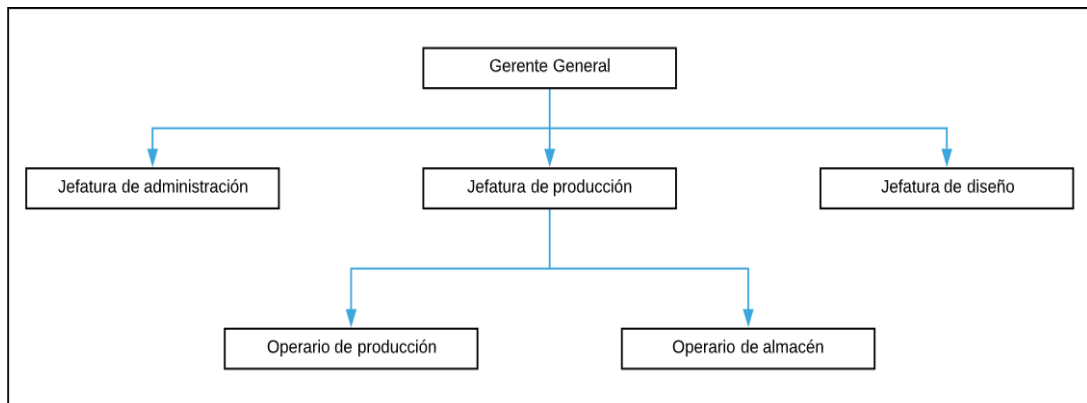 Gerente General
Jefatura de administración
Jefatura de producción
Jefatura de diseño
Operario de producción
Operario de almacén